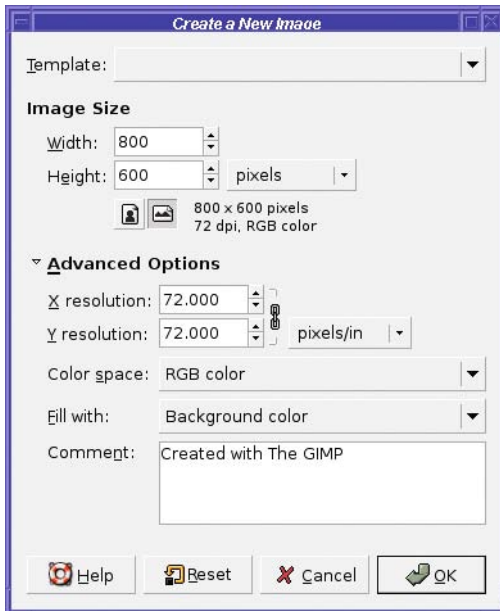 Create a New Image
Template:
Image Size
Width: 800
Height: 600 pixels
800 x 600 pixels
72 dpi, RGB color
Advanced Options
X resolution: 72.000
Y resolution: 72.000 pixels/in
Color space: RGB color
Fill with: Background color
Comment: Created with The GIMP
Help Reset Cancel OK